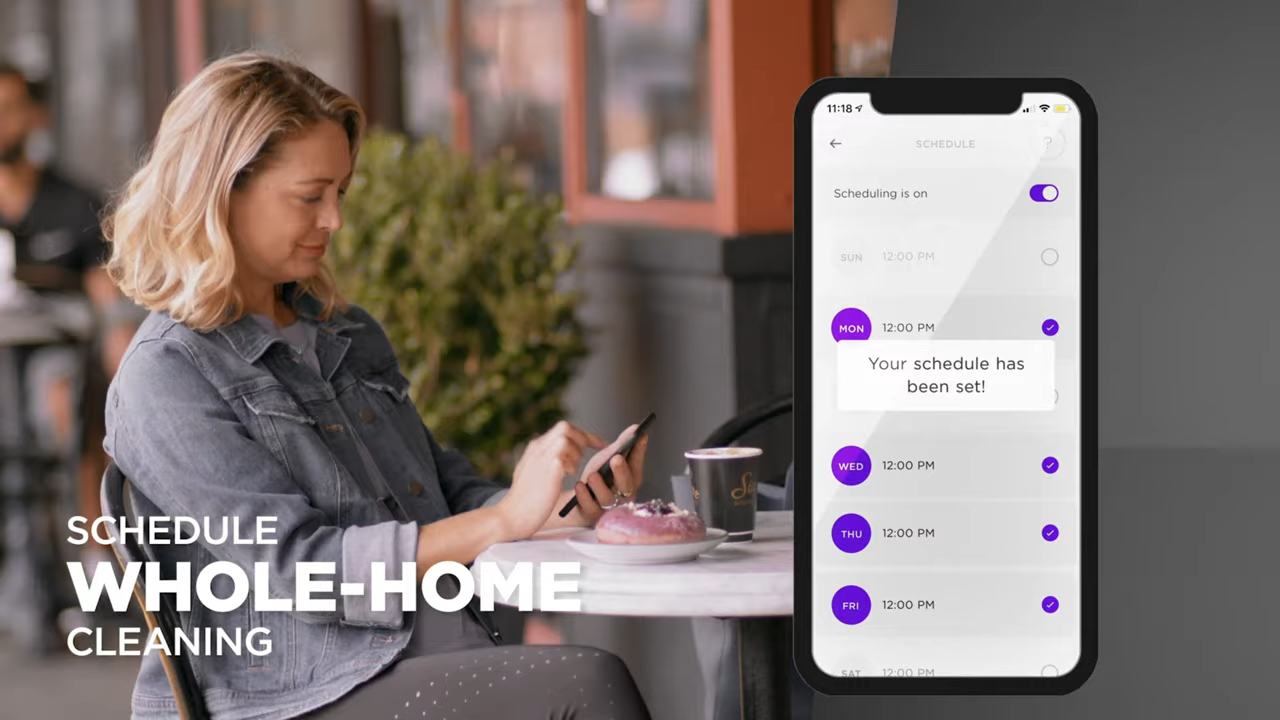 SCHEDULE
WHOLE-HOME
CLEANING
11:18
SCHEDULE
?
Scheduling is on
SUN 12:00 PM
MON 12:00 PM
Your schedule has
been set!
WED 12:00 PM
THU 12:00 PM
FRI 12:00 PM
SAT 12:00 PM